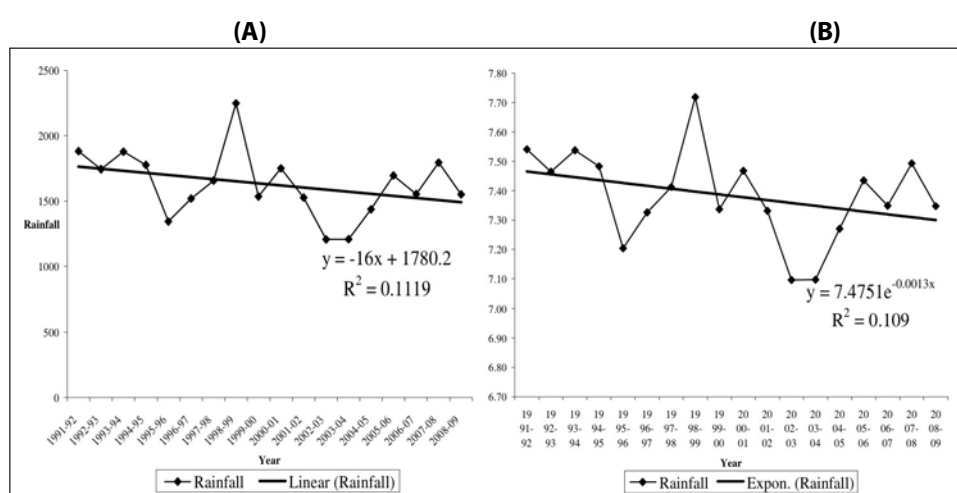 (A)
2500
2000
1500
Rainfall
1000
500
0
y = -16x + 1780.2
R² = 0.1119
1991-92
1992-93
1993-94
1994-95
1995-96
1996-97
1997-98
1998-99
1999-00
2000-01
2001-02
2002-03
2003-04
2004-05
2005-06
2006-07
2007-08
2008-09
Year
Rainfall
Linear (Rainfall)
(B)
7.80
7.70
7.60
7.50
7.40
7.30
7.20
7.10
7.00
6.90
6.80
6.70
y = 7.4751e^-0.0013x
R² = 0.109
19 19 19 19 19 19 19 19 19 20 20 20 20 20 20 20 20 20
91- 92- 93- 94- 95- 96- 97- 98- 99- 00- 01- 02- 03- 04- 05- 06- 07- 08-
92 93 94 95 96 97 98 99 00 01 02 03 04 05 06 07 08 09
Year
Rainfall
Expon. (Rainfall)